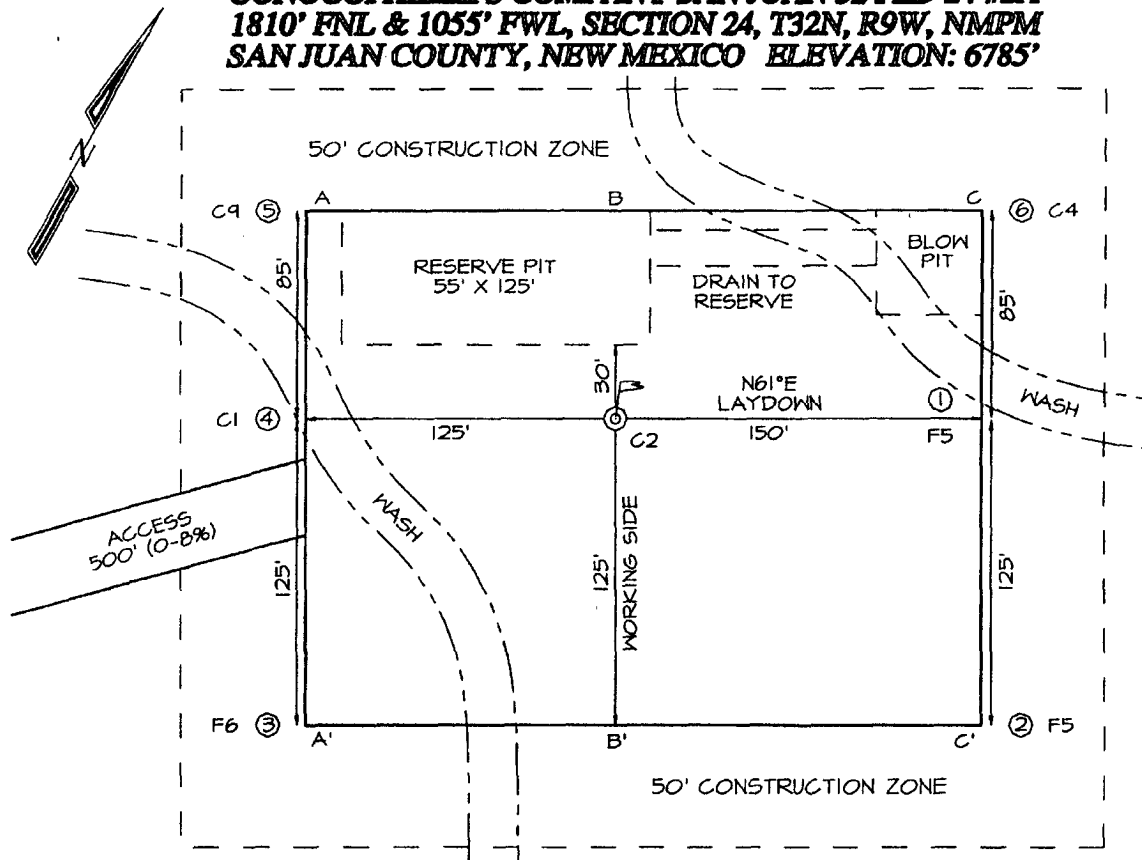 1810' FNL & 1055' FWL, SECTION 24, T32N, R9W, NMPM
SAN JUAN COUNTY, NEW MEXICO ELEVATION: 6785'
N
50' CONSTRUCTION ZONE
A
B
C
C9 ⑤
⑥ C4
85'
RESERVE PIT
55' X 125'
DRAIN TO
RESERVE
BLOW
PIT
85'
30'
N61°E
LAYDOWN
①
WASH
C1 ④
125'
C2
150'
F5
ACCESS
500' (0-8%)
WASH
125'
125'
WORKING SIDE
125'
F6 ③
A'
B'
C'
② F5
50' CONSTRUCTION ZONE